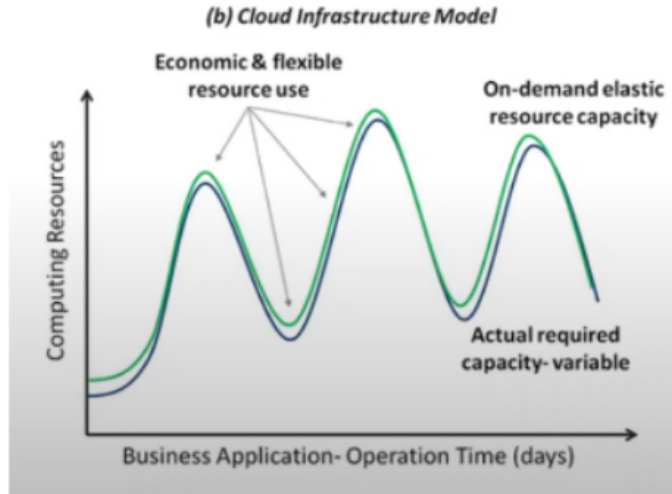 (b) Cloud Infrastructure Model
Economic & flexible
resource use
On-demand elastic
resource capacity
Computing Resources
Actual required
capacity- variable
Business Application- Operation Time (days)